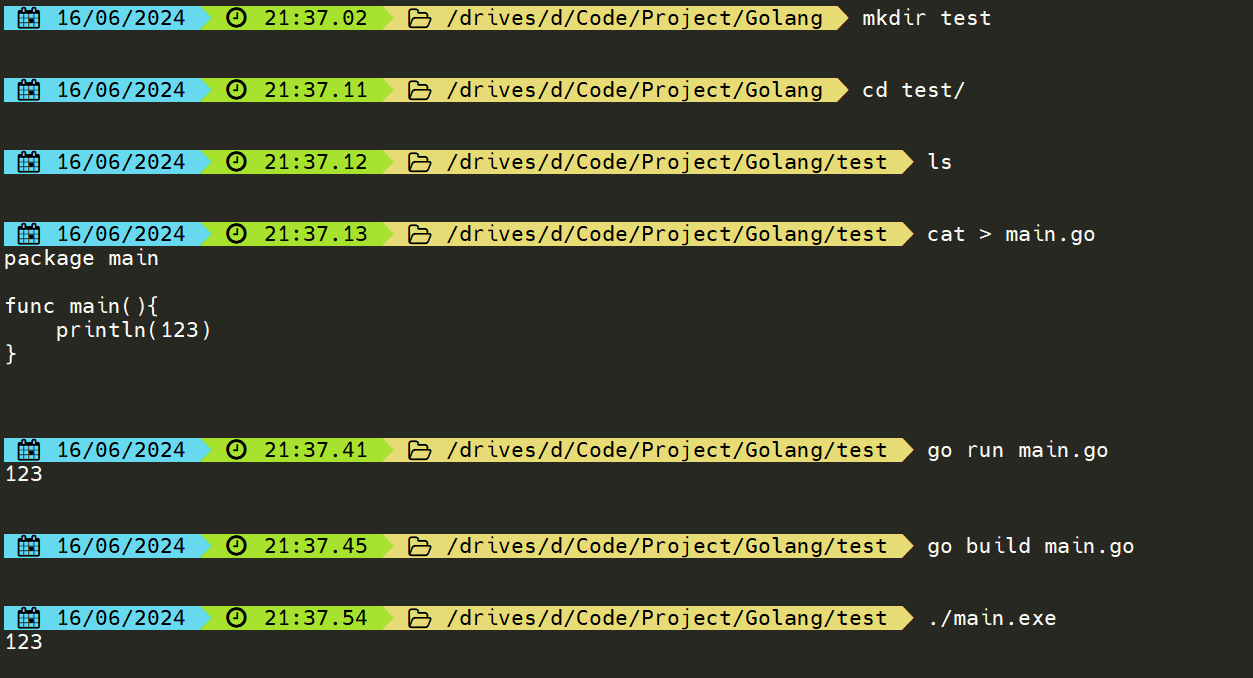 16/06/2024 21:37.02 /drives/d/Code/Project/Golang mkdir test
16/06/2024 21:37.11 /drives/d/Code/Project/Golang cd test/
16/06/2024 21:37.12 /drives/d/Code/Project/Golang/test ls
16/06/2024 21:37.13 /drives/d/Code/Project/Golang/test cat > main.go
package main
func main(){
    println(123)
}
16/06/2024 21:37.41 /drives/d/Code/Project/Golang/test go run main.go
123
16/06/2024 21:37.45 /drives/d/Code/Project/Golang/test go build main.go
16/06/2024 21:37.54 /drives/d/Code/Project/Golang/test ./main.exe
123